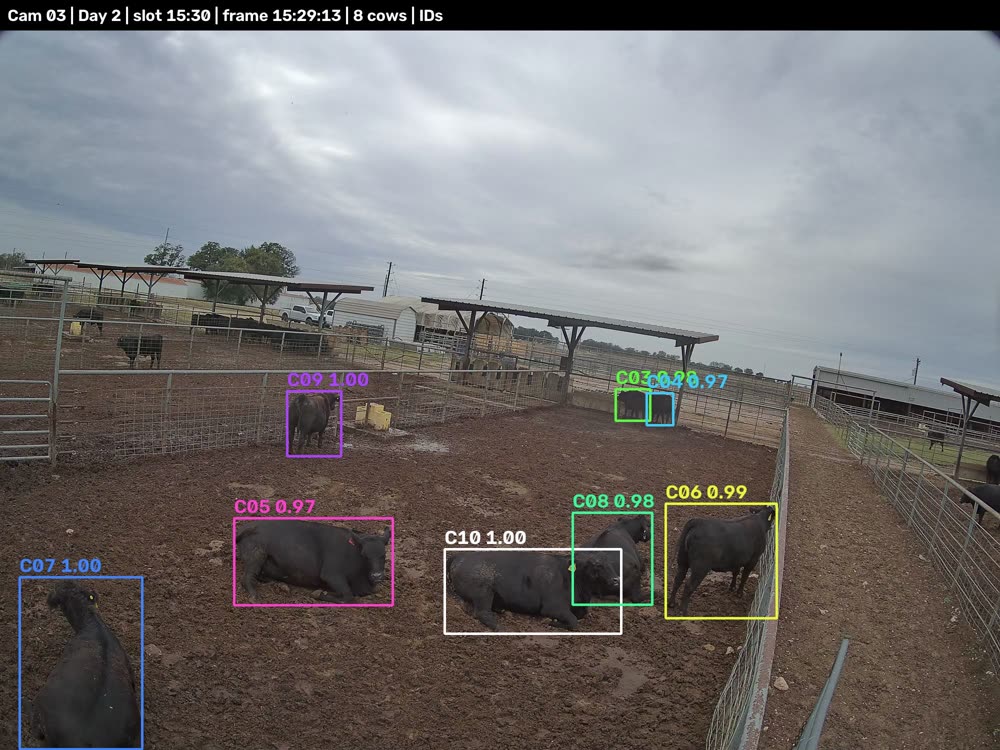 Cam 03 | Day 2 | slot 15:30 | frame 15:29:13 | 8 cows | IDs
C09 1.00
C04 0.97
C05 0.97
C08 0.98
C06 0.99
C10 1.00
C07 1.00